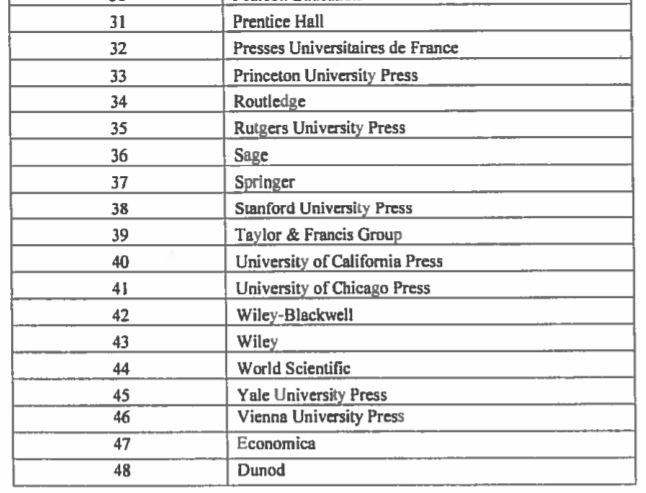 31 Prentice Hall
32 Presses Universitaires de France
33 Princeton University Press
34 Routledge
35 Rutgers University Press
36 Sage
37 Springer
38 Stanford University Press
39 Taylor & Francis Group
40 University of California Press
41 University of Chicago Press
42 Wiley-Blackwell
43 Wiley
44 World Scientific
45 Yale University Press
46 Vienna University Press
47 Economica
48 Dunod